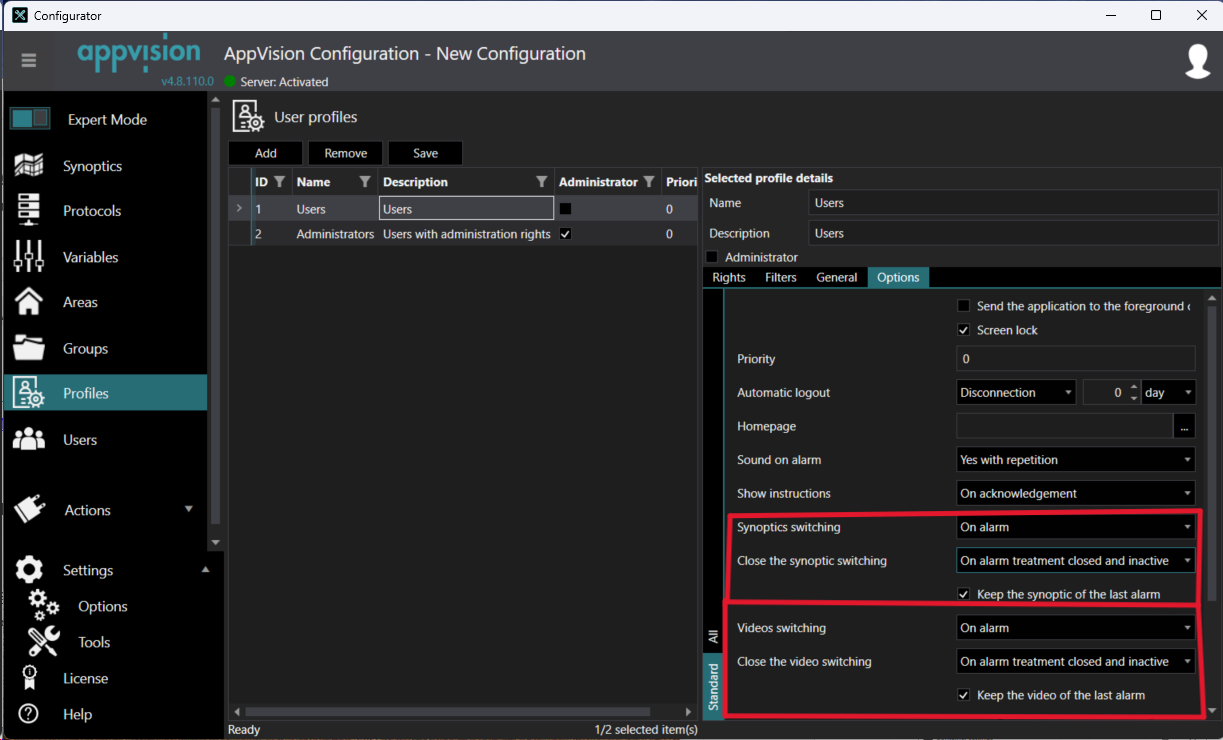 Configurator
appvision
v4.8.110.0
AppVision Configuration - New Configuration
Server: Activated
Expert Mode
Synoptics
Protocols
Variables
Areas
Groups
Profiles
Users
Actions
Settings
Options
Tools
License
Help
User profiles
Add Remove Save
ID Name Description Administrator Priori
1 Users Users 0
2 Administrators Users with administration rights 0
Ready 1/2 selected item(s)
Selected profile details
Name Users
Description Users
Administrator
Rights Filters General Options
All
Standard
Send the application to the foreground
Screen lock
Priority 0
Automatic logout Disconnection 0 day
Homepage ...
Sound on alarm Yes with repetition
Show instructions On acknowledgement
Synoptics switching On alarm
Close the synoptic switching On alarm treatment closed and inactive
Keep the synoptic of the last alarm
Videos switching On alarm
Close the video switching On alarm treatment closed and inactive
Keep the video of the last alarm